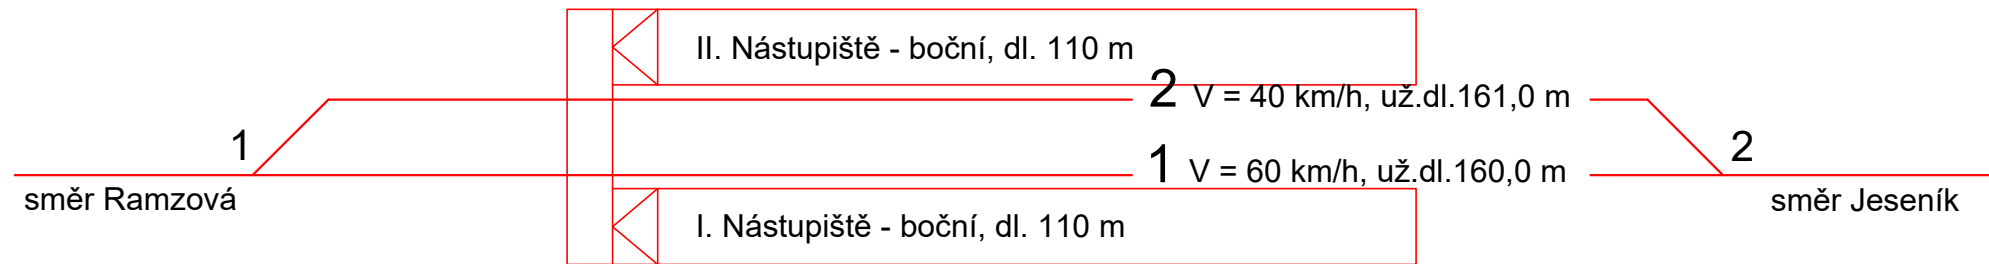 II. Nástupiště - boční, dl. 110 m
2 V = 40 km/h, už.dl.161,0 m
1
2
1 V = 60 km/h, už.dl.160,0 m
směr Ramzová
směr Jeseník
I. Nástupiště - boční, dl. 110 m